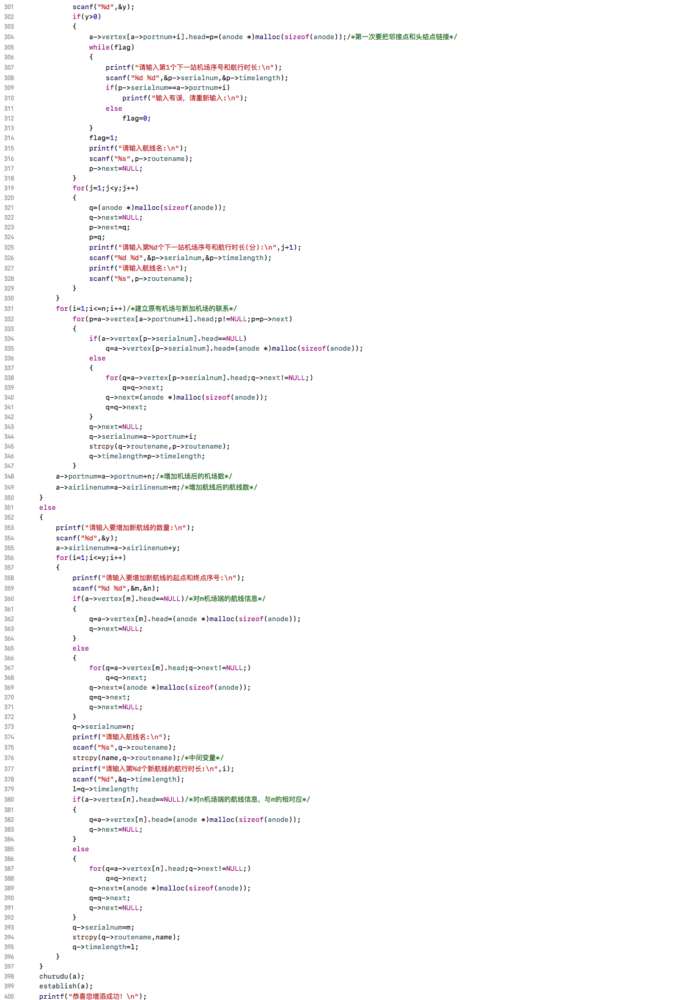 301 scanf("%d",&y);
302 if(y>0)
303 {
304 a->vertex[a->portnum+i].head=p=(anode *)malloc(sizeof(anode));/*第一次要把邻接点和头结点链接*/
305 while(flag)
306 {
307 printf("请输入第1个下一站机场序号和航行时长:\n");
308 scanf("%d %d",&p->serialnum,&p->timelength);
309 if(p->serialnum==a->portnum+i)
310 printf("输入有误，请重新输入:\n");
311 else
312 flag=0;
313 }
314 flag=1;
315 printf("请输入航线名:\n");
316 scanf("%s",p->routename);
317 p->next=NULL;
318 }
319 for(j=1;j<y;j++)
320 {
321 q=(anode *)malloc(sizeof(anode));
322 q->next=NULL;
323 p->next=q;
324 p=q;
325 printf("请输入第%d个下一站机场序号和航行时长(分):\n",j+1);
326 scanf("%d %d",&p->serialnum,&p->timelength);
327 printf("请输入航线名:\n");
328 scanf("%s",p->routename);
329 }
330 }
331 for(i=1;i<=n;i++)/*建立原有机场与新加机场的联系*/
332 for(p=a->vertex[a->portnum+i].head;p!=NULL;p=p->next)
333 {
334 if(a->vertex[p->serialnum].head==NULL)
335 q=a->vertex[p->serialnum].head=(anode *)malloc(sizeof(anode));
336 else
337 {
338 for(q=a->vertex[p->serialnum].head;q->next!=NULL;)
339 q=q->next;
340 q->next=(anode *)malloc(sizeof(anode));
341 q=q->next;
342 }
343 q->next=NULL;
344 q->serialnum=a->portnum+i;
345 strcpy(q->routename,p->routename);
346 q->timelength=p->timelength;
347 }
348 a->portnum=a->portnum+n;/*增加机场后的机场数*/
349 a->airlinenum=a->airlinenum+m;/*增加航线后的航线数*/
350 }
351 else
352 {
353 printf("请输入要增加新航线的数量:\n");
354 scanf("%d",&y);
355 a->airlinenum=a->airlinenum+y;
356 for(i=1;i<=y;i++)
357 {
358 printf("请输入要增加新航线的起点和终点序号:\n");
359 scanf("%d %d",&m,&n);
360 if(a->vertex[m].head==NULL)/*对m机场端的航线信息*/
361 {
362 q=a->vertex[m].head=(anode *)malloc(sizeof(anode));
363 q->next=NULL;
364 }
365 else
366 {
367 for(q=a->vertex[m].head;q->next!=NULL;)
368 q=q->next;
369 q->next=(anode *)malloc(sizeof(anode));
370 q=q->next;
371 q->next=NULL;
372 }
373 q->serialnum=n;
374 printf("请输入航线名:\n");
375 scanf("%s",q->routename);
376 strcpy(name,q->routename);/*中间变量*/
377 printf("请输入第%d个新航线的航行时长:\n",i);
378 scanf("%d",&q->timelength);
379 l=q->timelength;
380 if(a->vertex[n].head==NULL)/*对n机场端的航线信息，与m的相对应*/
381 {
382 q=a->vertex[n].head=(anode *)malloc(sizeof(anode));
383 q->next=NULL;
384 }
385 else
386 {
387 for(q=a->vertex[n].head;q->next!=NULL;)
388 q=q->next;
389 q->next=(anode *)malloc(sizeof(anode));
390 q=q->next;
391 q->next=NULL;
392 }
393 q->serialnum=m;
394 strcpy(q->routename,name);
395 q->timelength=l;
396 }
397 }
398 churudu(a);
399 establish(a);
400 printf("恭喜您增添成功！\n");